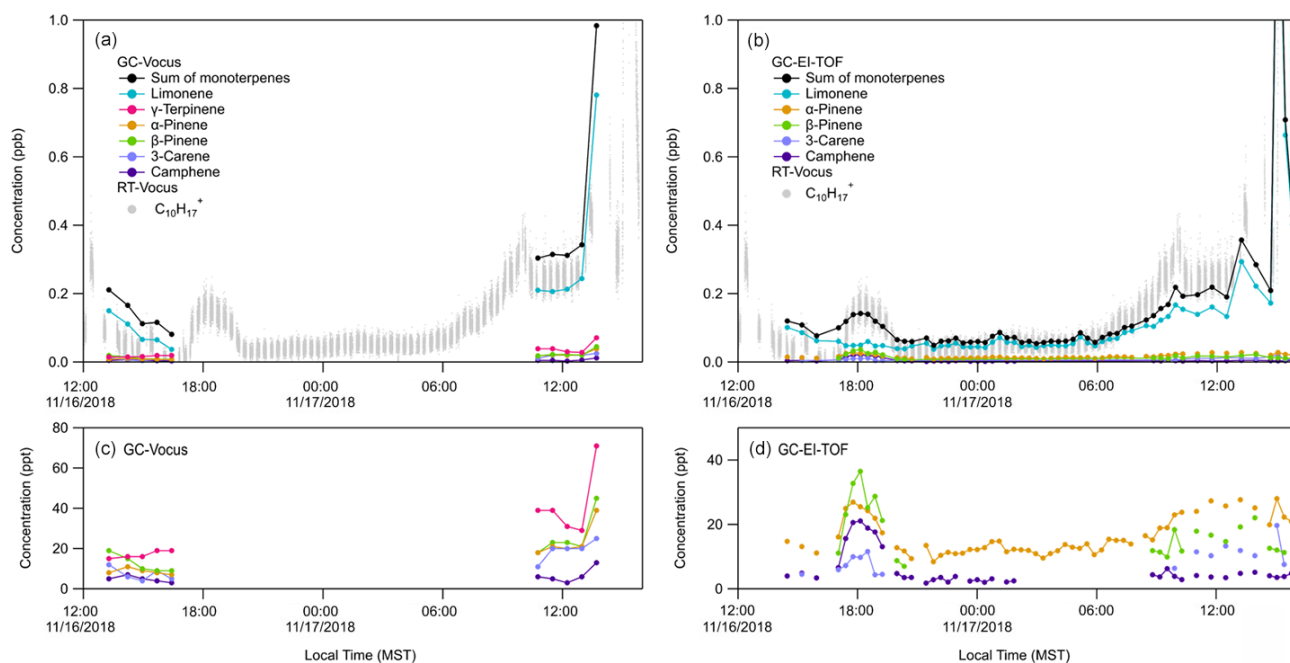 (a)
GC-Vocus
Sum of monoterpenes
Limonene
γ-Terpinene
α-Pinene
β-Pinene
3-Carene
Camphene
RT-Vocus
C₁₀H₁₇⁺
Concentration (ppb)
1.0
0.8
0.6
0.4
0.2
0.0
12:00
11/16/2018
18:00
00:00
11/17/2018
06:00
12:00
(b)
GC-EI-TOF
Sum of monoterpenes
Limonene
α-Pinene
β-Pinene
3-Carene
Camphene
RT-Vocus
C₁₀H₁₇⁺
Concentration (ppb)
1.0
0.8
0.6
0.4
0.2
0.0
12:00
11/16/2018
18:00
00:00
11/17/2018
06:00
12:00
(c) GC-Vocus
Concentration (ppt)
80
60
40
20
0
12:00
11/16/2018
18:00
00:00
11/17/2018
06:00
12:00
Local Time (MST)
(d) GC-EI-TOF
Concentration (ppt)
40
20
0
12:00
11/16/2018
18:00
00:00
11/17/2018
06:00
12:00
Local Time (MST)